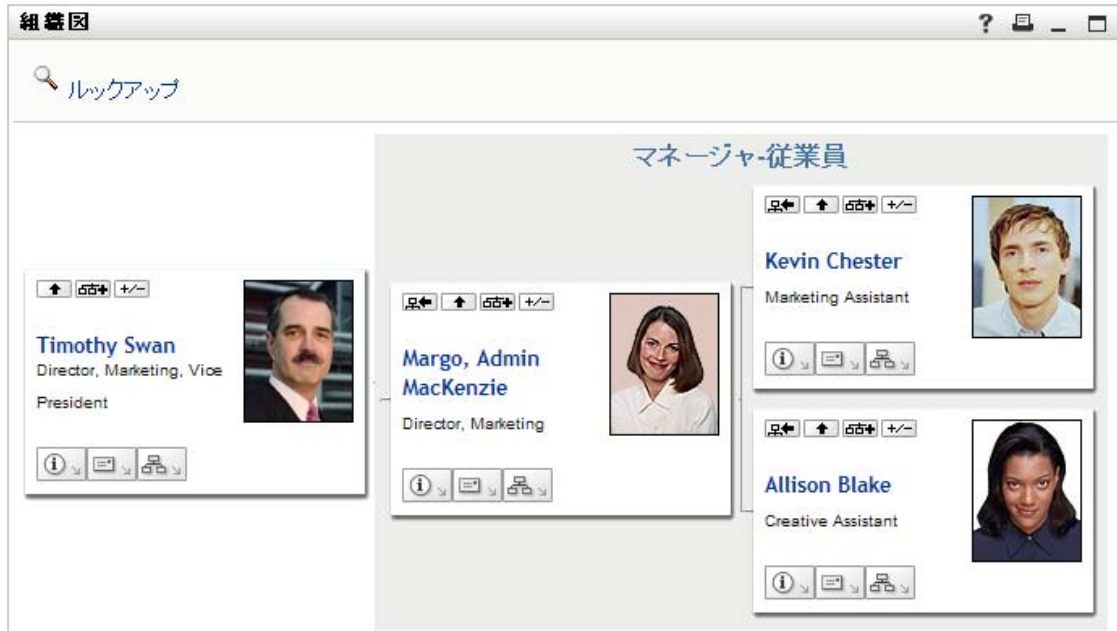 組織図
?
ルックアップ
マネージャ-従業員
+/-
Timothy Swan
Director, Marketing, Vice
President
+/-
Margo, Admin
MacKenzie
Director, Marketing
+/-
Kevin Chester
Marketing Assistant
+/-
Allison Blake
Creative Assistant